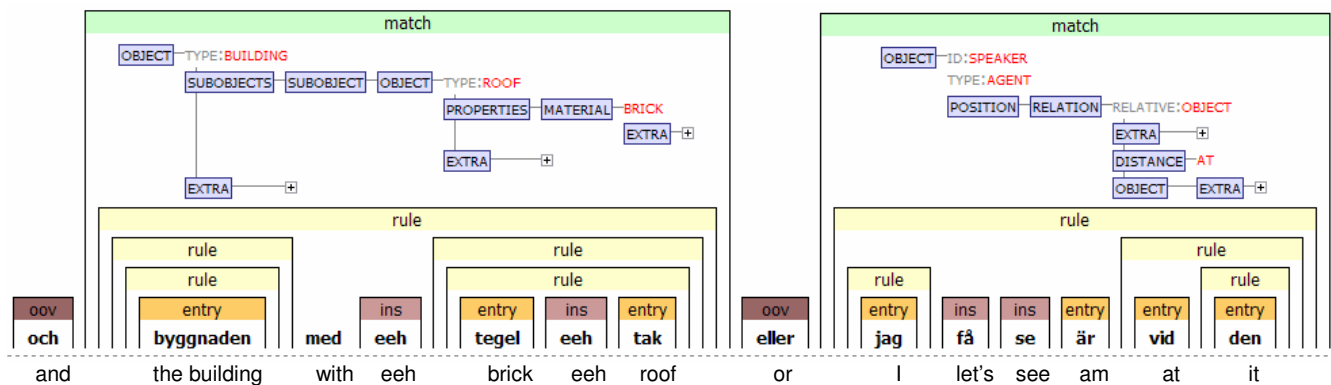 match match
OBJECT TYPE:BUILDING OBJECT ID:SPEAKER
SUBOBJECTS SUBOBJECT OBJECT TYPE:ROOF TYPE:AGENT
PROPERTIES MATERIAL BRICK POSITION RELATION RELATIVE:OBJECT
EXTRA + EXTRA +
EXTRA + DISTANCE AT
EXTRA + OBJECT EXTRA +
rule rule
rule rule rule
rule rule rule rule
oov entry ins entry ins entry oov entry ins ins entry entry entry
och byggnaden med eeh tegel eeh tak eller jag få se är vid den
and the building with eeh brick eeh roof or I let's see am at it